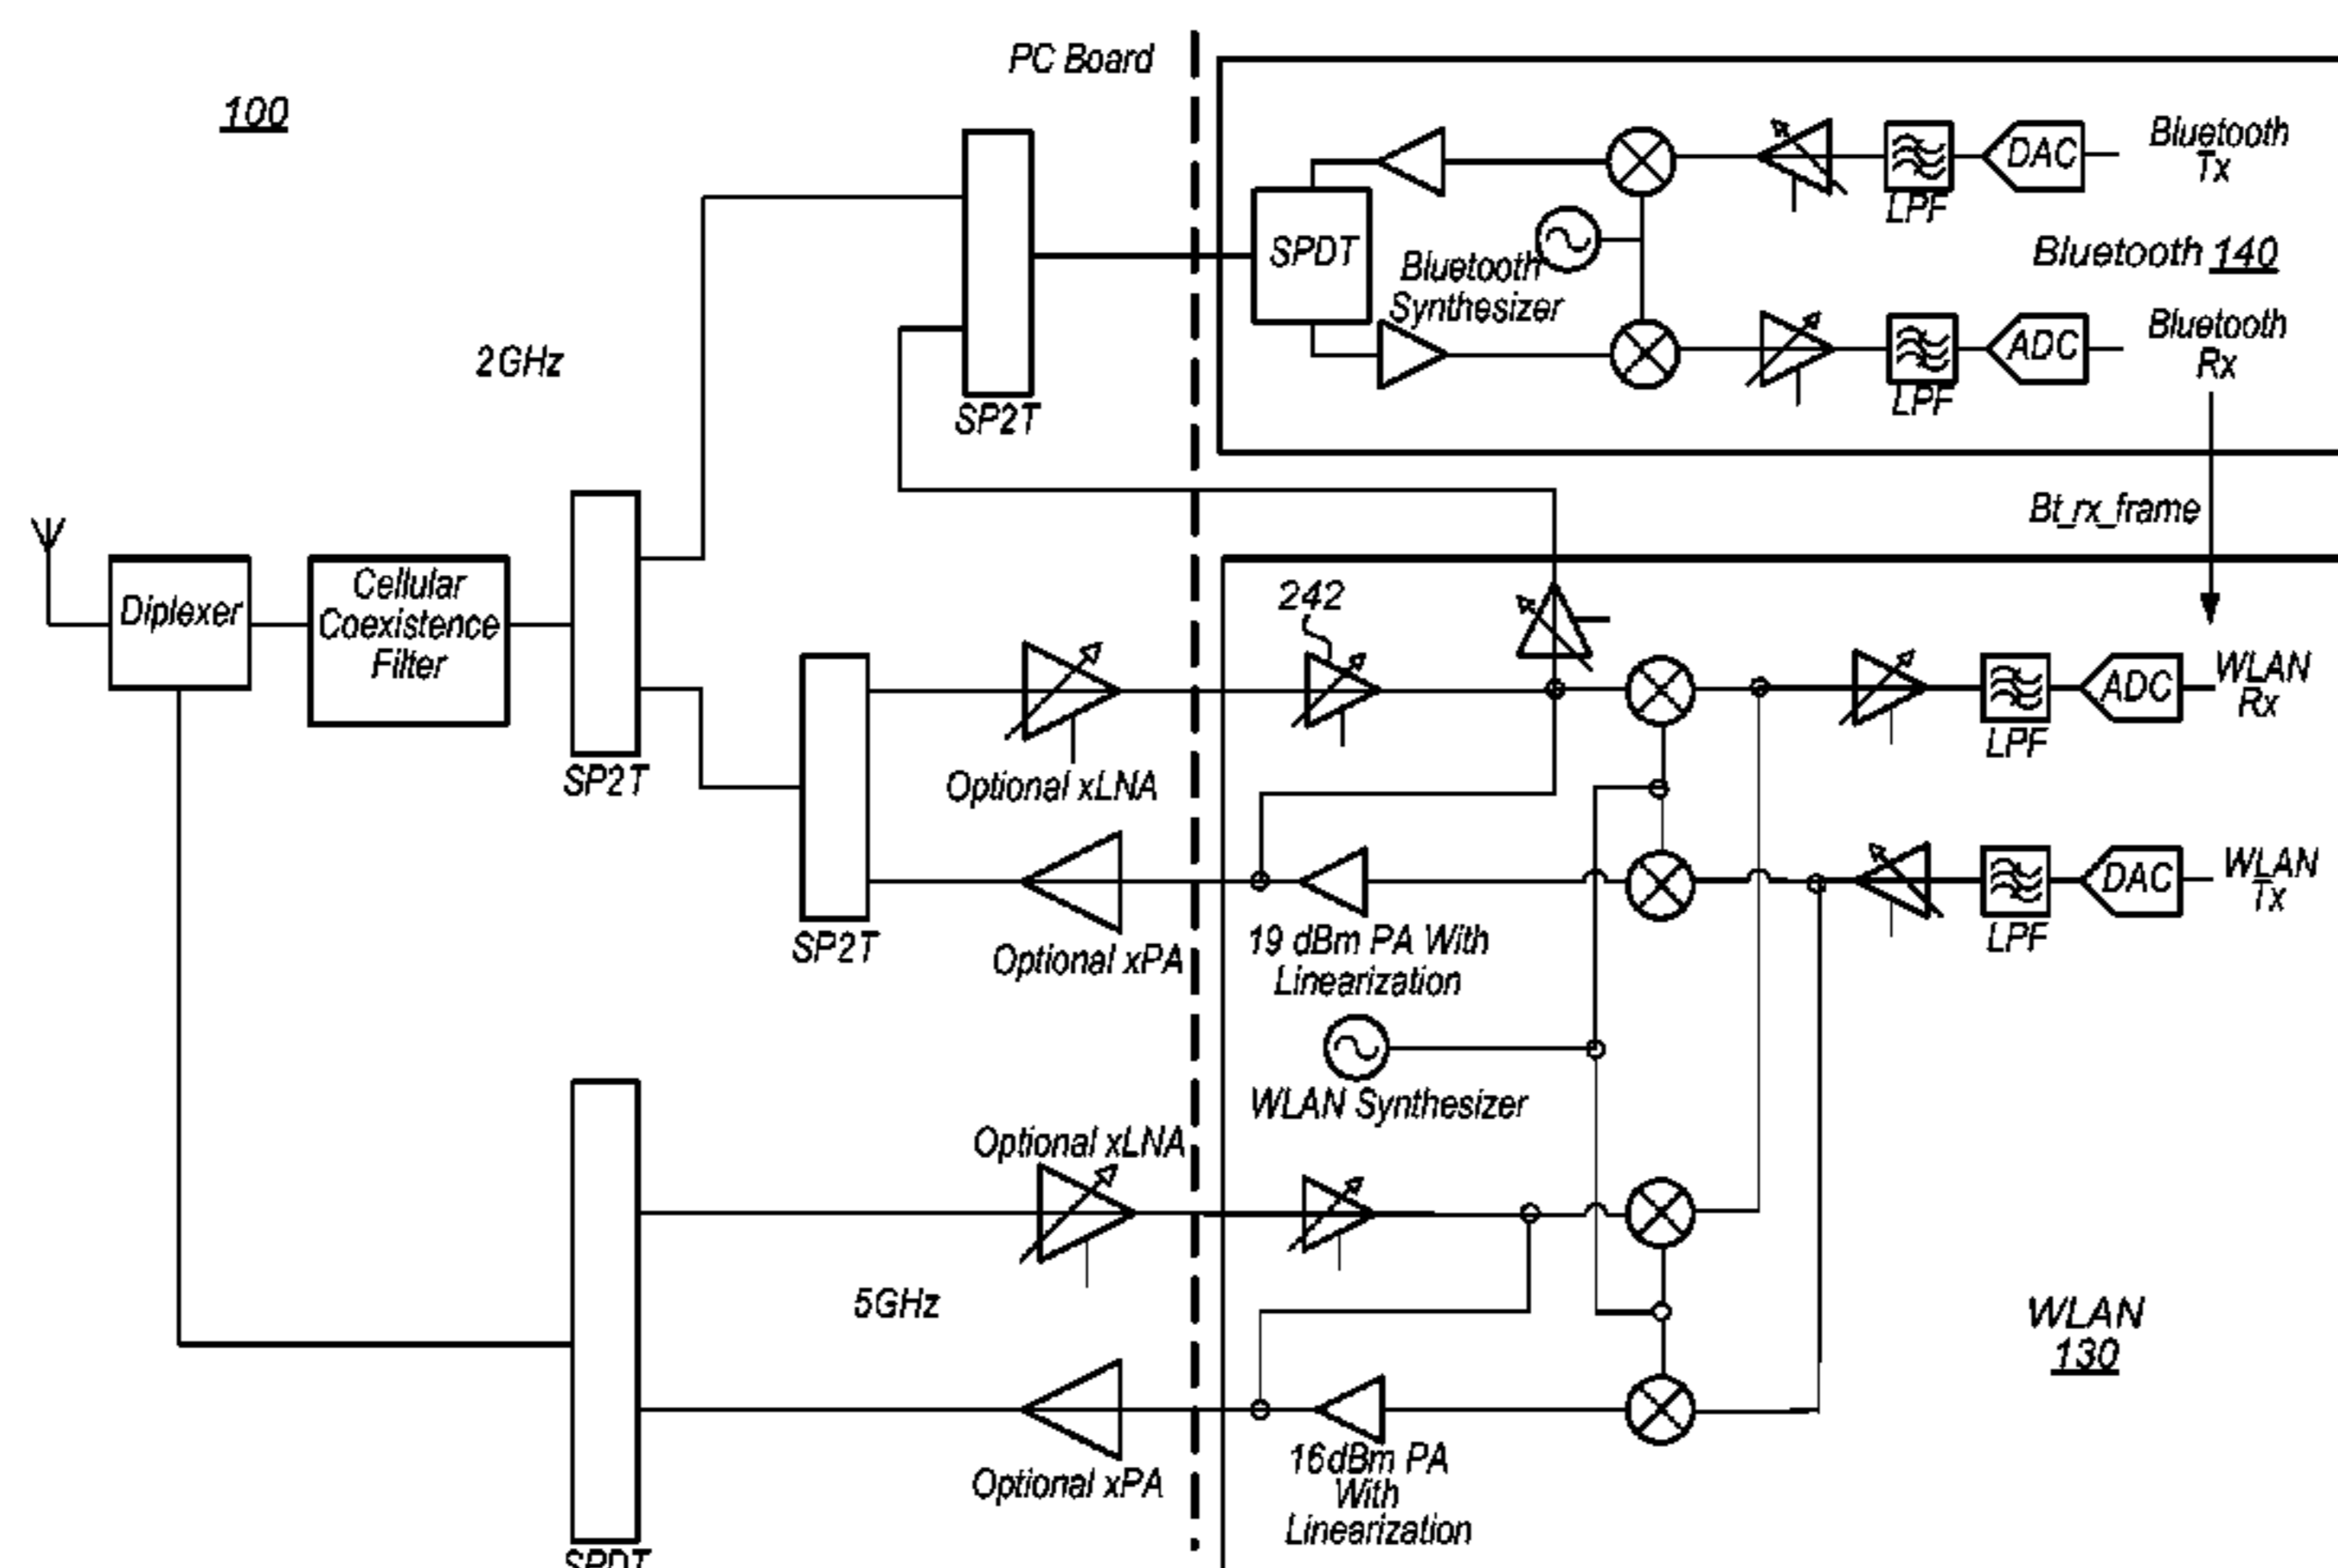 PC Board
100
DAC
Bluetooth
Tx
LPF
SPDT
Bluetooth
Synthesizer
Bluetooth 140
2GHz
ADC
Bluetooth
Rx
LPF
SP2T
Bt_rx_frame
Diplexer
Cellular
Coexistence
Filter
242
ADC
WLAN
Rx
LPF
SP2T
Optional xLNA
DAC
WLAN
Tx
LPF
SP2T
Optional xPA
19 dBm PA With
Linearization
WLAN Synthesizer
Optional xLNA
5GHz
WLAN
130
Optional xPA
16dBm PA
With
Linearization
SPDT